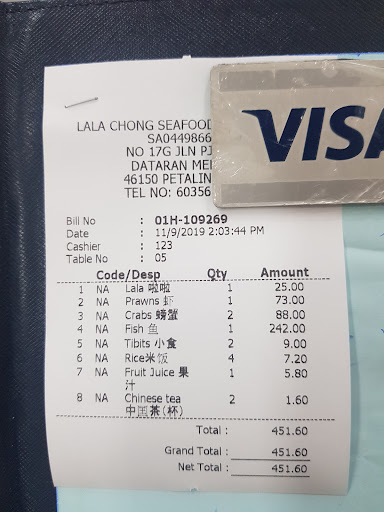 LALA CHONG SEAFOOD
SA0449866
NO 17G JLN PJ
DATARAN
46150 PETALIN
TEL NO: 60356
VISA
Bill No : 01H-109269
Date : 11/9/2019 2:03:44 PM
Cashier : 123
Table No : 05
Code/Desp Qty Amount
1 NA Lala 啦啦 1 25.00
2 NA Prawns 虾 1 73.00
3 NA Crabs 螃蟹 2 88.00
4 NA Fish 鱼 1 242.00
5 NA Tibits 小食 2 9.00
6 NA Rice米饭 4 7.20
7 NA Fruit Juice 果 1 5.80
汁
8 NA Chinese tea 2 1.60
中国茶(杯)
Total : 451.60
Grand Total : 451.60
Net Total : 451.60